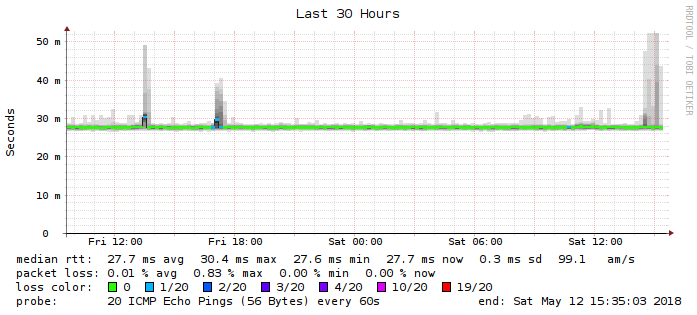 Last 30 Hours
RRDTOOL / TOBI OETIKER
Seconds
50 m
40 m
30 m
20 m
10 m
0
Fri 12:00 Fri 18:00 Sat 00:00 Sat 06:00 Sat 12:00
median rtt: 27.7 ms avg 30.4 ms max 27.6 ms min 27.7 ms now 0.3 ms sd 99.1 am/s
packet loss: 0.01 % avg 0.83 % max 0.00 % min 0.00 % now
loss color: 0 1/20 2/20 3/20 4/20 10/20 19/20
probe: 20 ICMP Echo Pings (56 Bytes) every 60s end: Sat May 12 15:35:03 2018